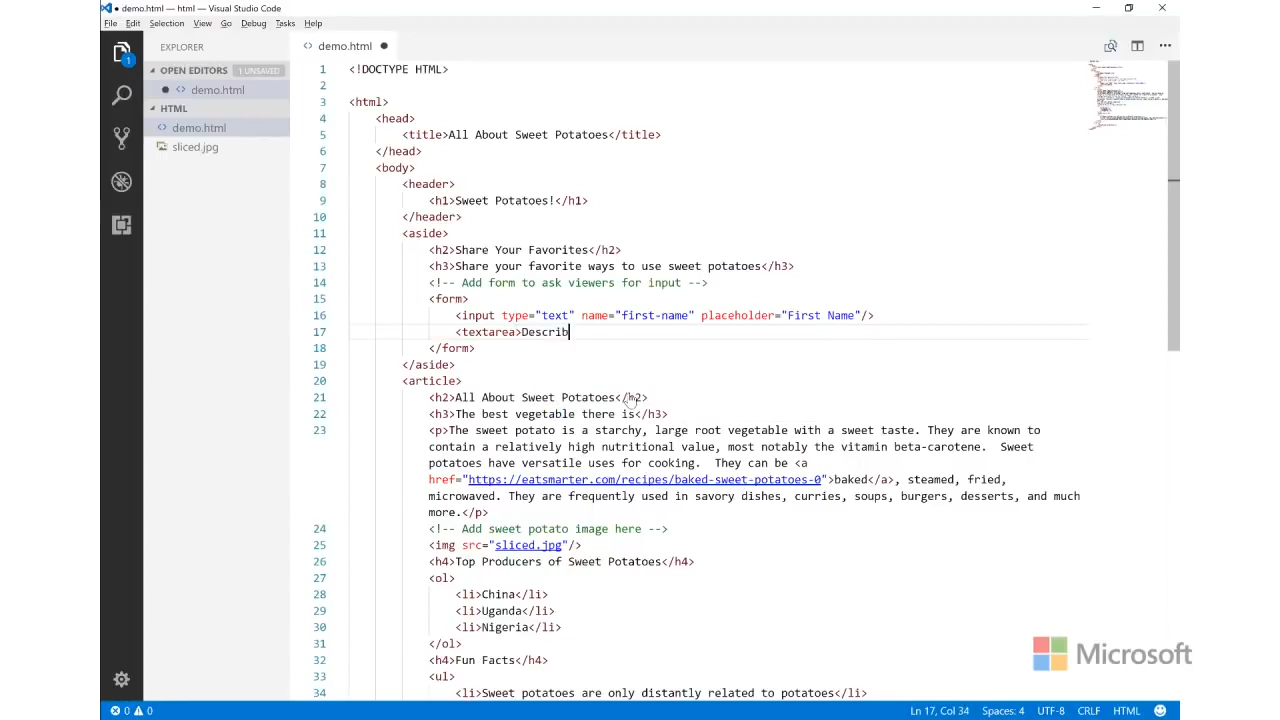 demo.html — html — Visual Studio Code
File Edit Selection View Go Debug Tasks Help
EXPLORER
OPEN EDITORS 1 UNSAVED
demo.html
HTML
demo.html
sliced.jpg
1
demo.html
1 <!DOCTYPE HTML>
2
3 <html>
4 <head>
5 <title>All About Sweet Potatoes</title>
6 </head>
7 <body>
8 <header>
9 <h1>Sweet Potatoes!</h1>
10 </header>
11 <aside>
12 <h2>Share Your Favorites</h2>
13 <h3>Share your favorite ways to use sweet potatoes</h3>
14 <!-- Add form to ask viewers for input -->
15 <form>
16 <input type="text" name="first-name" placeholder="First Name"/>
17 <textarea>Describ
18 </form>
19 </aside>
20 <article>
21 <h2>All About Sweet Potatoes</h2>
22 <h3>The best vegetable there is</h3>
23 <p>The sweet potato is a starchy, large root vegetable with a sweet taste. They are known to
contain a relatively high nutritional value, most notably the vitamin beta-carotene.  Sweet
potatoes have versatile uses for cooking.  They can be <a
href="https://eatsmarter.com/recipes/baked-sweet-potatoes-0">baked</a>, steamed, fried,
microwaved. They are frequently used in savory dishes, curries, soups, burgers, desserts, and much
more.</p>
24 <!-- Add sweet potato image here -->
25 <img src="sliced.jpg"/>
26 <h4>Top Producers of Sweet Potatoes</h4>
27 <ol>
28 <li>China</li>
29 <li>Uganda</li>
30 <li>Nigeria</li>
31 </ol>
32 <h4>Fun Facts</h4>
33 <ul>
34 <li>Sweet potatoes are only distantly related to potatoes</li>
Microsoft
0 0
Ln 17, Col 34 Spaces: 4 UTF-8 CRLF HTML